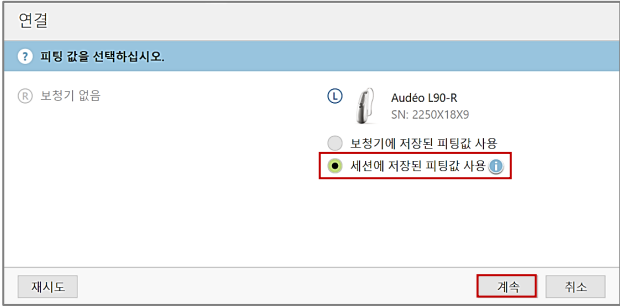 연결
? 피팅 값을 선택하십시오.
R 보청기 없음
L Audéo L90-R
SN: 2250X18X9
보청기에 저장된 피팅값 사용
세션에 저장된 피팅값 사용 i
재시도 계속 취소